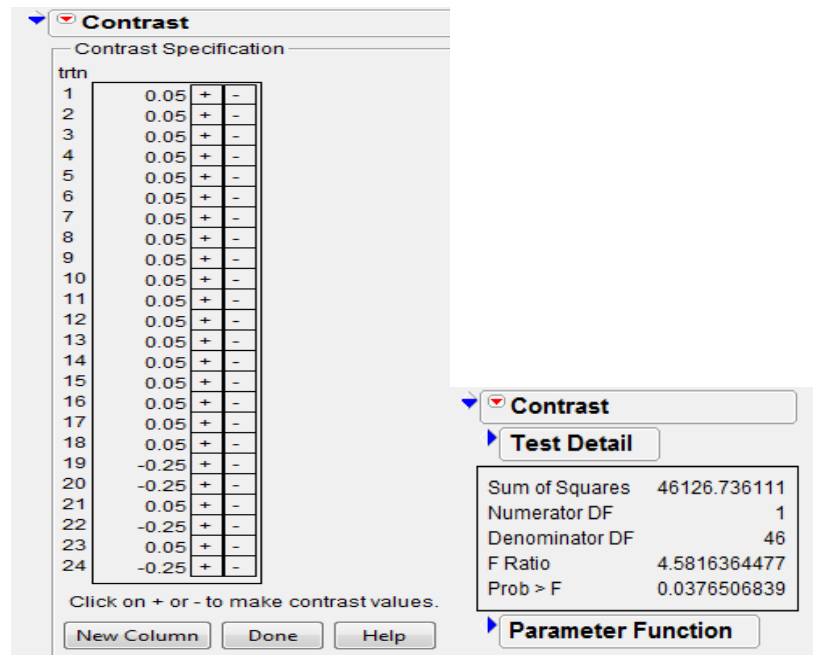 Contrast
Contrast Specification
trtn
1 0.05 + -
2 0.05 + -
3 0.05 + -
4 0.05 + -
5 0.05 + -
6 0.05 + -
7 0.05 + -
8 0.05 + -
9 0.05 + -
10 0.05 + -
11 0.05 + -
12 0.05 + -
13 0.05 + -
14 0.05 + -
15 0.05 + -
16 0.05 + -
17 0.05 + -
18 0.05 + -
19 -0.25 + -
20 -0.25 + -
21 0.05 + -
22 -0.25 + -
23 0.05 + -
24 -0.25 + -
Click on + or - to make contrast values.
New Column Done Help
Contrast
Test Detail
Sum of Squares 46126.736111
Numerator DF 1
Denominator DF 46
F Ratio 4.5816364477
Prob > F 0.0376506839
Parameter Function